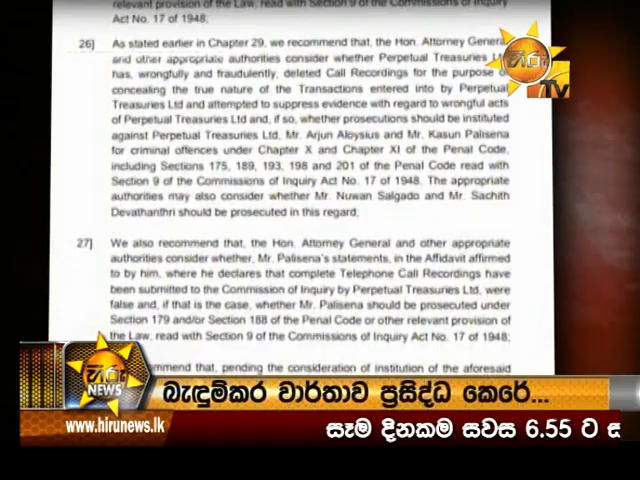 relevant provision of the Law, read with Section 9 of the Commissions of Inquiry
Act No. 17 of 1948;
26] As stated earlier in Chapter 29, we recommend that, the Hon. Attorney General
and other appropriate authorities consider whether Perpetual Treasuries Ltd
has, wrongfully and fraudulently, deleted Call Recordings for the purpose of
concealing the true nature of the Transactions entered into by Perpetual
Treasuries Ltd and attempted to suppress evidence with regard to wrongful acts
of Perpetual Treasuries Ltd and, if so, whether prosecutions should be instituted
against Perpetual Treasuries Ltd, Mr. Arjun Aloysius and Mr. Kasun Palisena
for criminal offences under Chapter X and Chapter XI of the Penal Code,
including Sections 175, 189, 193, 198 and 201 of the Penal Code read with
Section 9 of the Commissions of Inquiry Act No. 17 of 1948. The appropriate
authorities may also consider whether Mr. Nuwan Salgado and Mr. Sachith
Devathanthri should be prosecuted in this regard;
27] We also recommend that, the Hon. Attorney General and other appropriate
authorities consider whether, Mr. Palisena's statements, in the Affidavit affirmed
to by him, where he declares that complete Telephone Call Recordings have
been submitted to the Commission of Inquiry by Perpetual Treasuries Ltd, were
false and, if that is the case, whether Mr. Palisena should be prosecuted under
Section 179 and/or Section 188 of the Penal Code or other relevant provision of
the Law, read with Section 9 of the Commissions of Inquiry Act No. 17 of 1948;
mmend that, pending the consideration of institution of the aforesaid
හිරු
Tv
හිරු
NEWS
බැඳුම්කර වාර්තාව ප්‍රසිද්ධ කෙරේ...
www.hirunews.lk
සෑම දිනකම සවස 6.55 ට ස